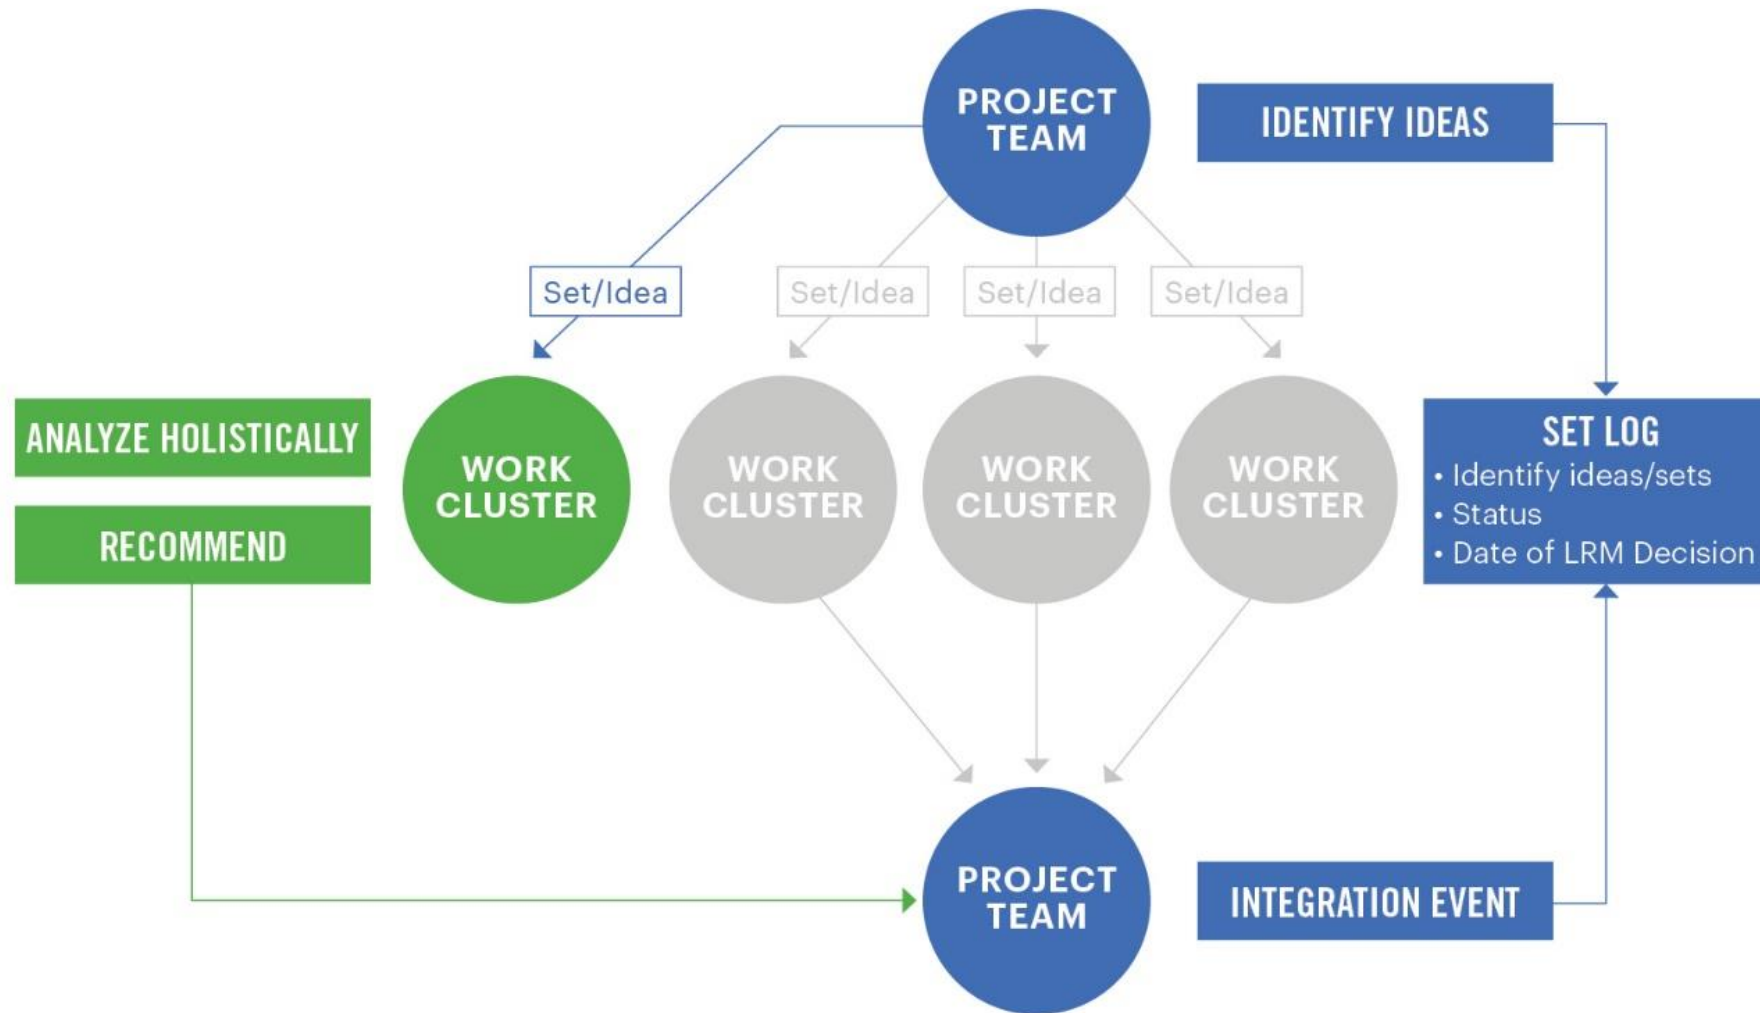 PROJECT
TEAM
IDENTIFY IDEAS
Set/Idea
Set/Idea
Set/Idea
Set/Idea
ANALYZE HOLISTICALLY
RECOMMEND
WORK
CLUSTER
WORK
CLUSTER
WORK
CLUSTER
WORK
CLUSTER
SET LOG
• Identify ideas/sets
• Status
• Date of LRM Decision
PROJECT
TEAM
INTEGRATION EVENT